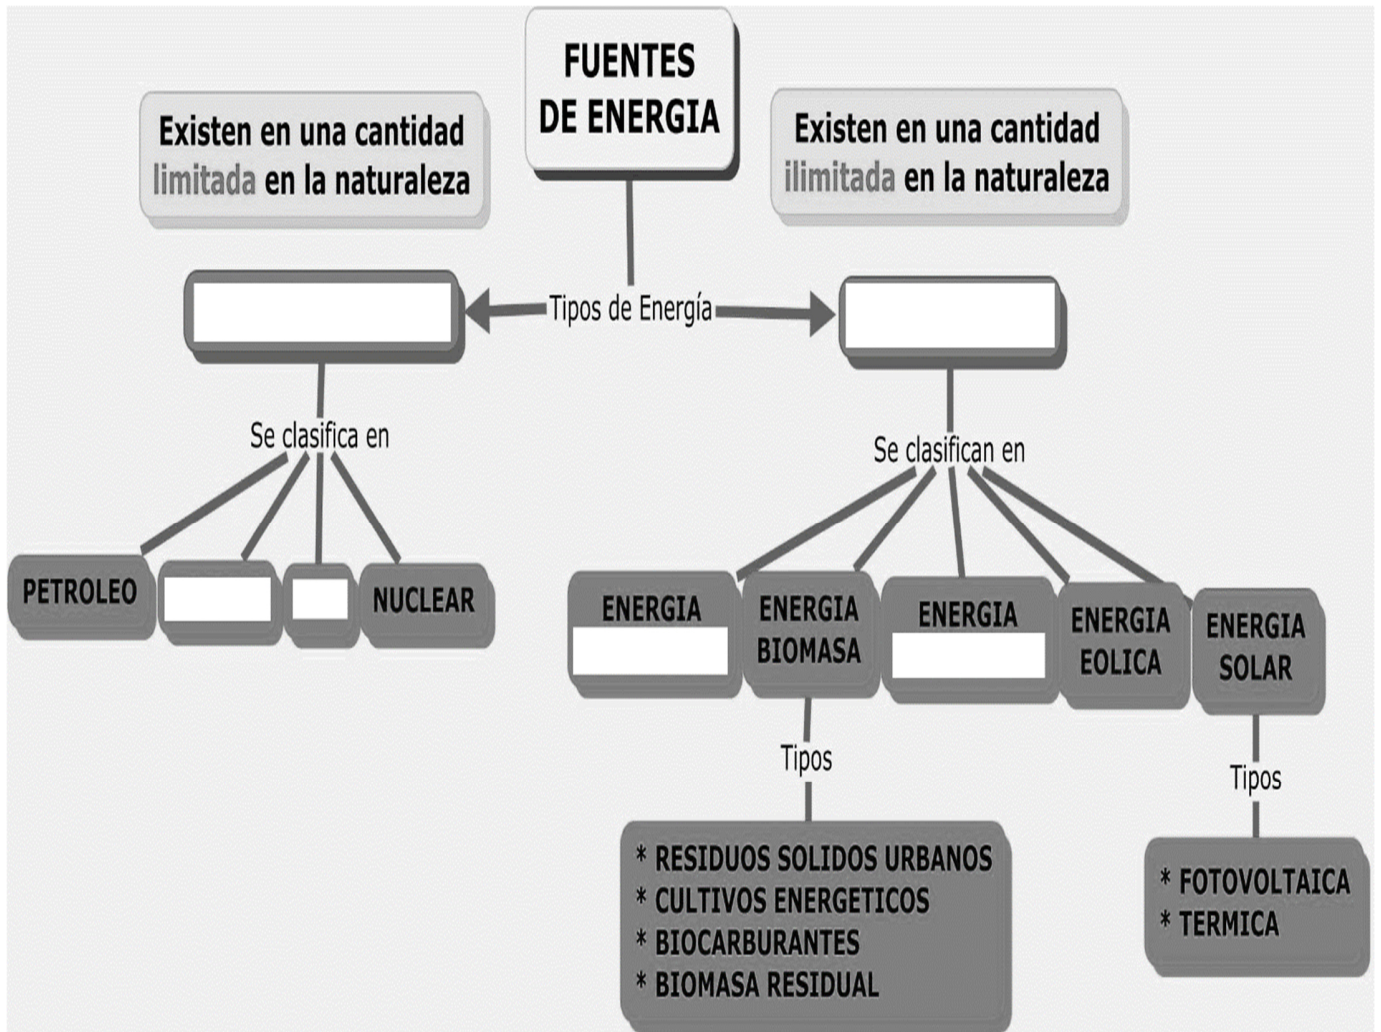 FUENTES
DE ENERGIA
Existen en una cantidad
limitada en la naturaleza
Existen en una cantidad
ilimitada en la naturaleza
Tipos de Energía
Se clasifica en
Se clasifican en
PETROLEO
NUCLEAR
ENERGIA
ENERGIA
BIOMASA
ENERGIA
ENERGIA
EOLICA
ENERGIA
SOLAR
Tipos
Tipos
* RESIDUOS SOLIDOS URBANOS
* CULTIVOS ENERGETICOS
* BIOCARBURANTES
* BIOMASA RESIDUAL
* FOTOVOLTAICA
* TERMICA